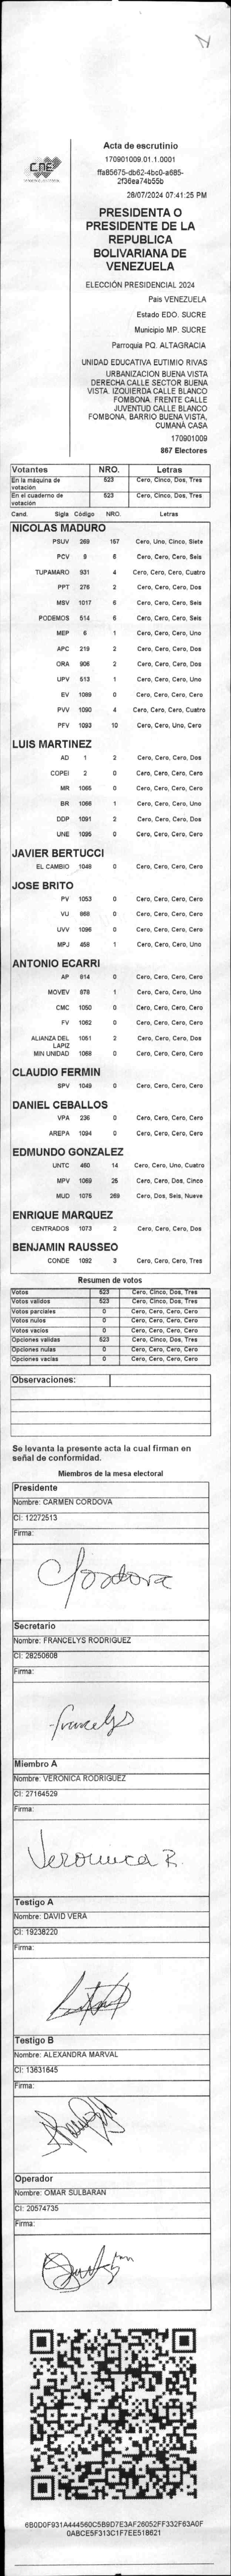 CNE
Acta de escrutinio
170901009.01.1.0001
ffa85675-db62-4bc0-a685-
2f36ea74b55b
28/07/2024 07:41:25 PM
PRESIDENTA O
PRESIDENTE DE LA
REPUBLICA
BOLIVARIANA DE
VENEZUELA
ELECCIÓN PRESIDENCIAL 2024
Pais VENEZUELA
Estado EDO. SUCRE
Municipio MP. SUCRE
Parroquia PQ. ALTAGRACIA
UNIDAD EDUCATIVA EUTIMIO RIVAS
URBANIZACION BUENA VISTA
DERECHA CALLE SECTOR BUENA
VISTA. IZQUIERDA CALLE BLANCO
FOMBONA. FRENTE CALLE
JUVENTUD CALLE BLANCO
FOMBONA, BARRIO BUENA VISTA,
CUMANÁ CASA
170901009
867 Electores
Votantes NRO. Letras
En la máquina de votación 523 Cero, Cinco, Dos, Tres
En el cuaderno de votación 523 Cero, Cinco, Dos, Tres
Cand. Sigla Código NRO. Letras
NICOLAS MADURO
PSUV 269 157 Cero, Uno, Cinco, Siete
PCV 9 6 Cero, Cero, Cero, Seis
TUPAMARO 931 4 Cero, Cero, Cero, Cuatro
PPT 276 2 Cero, Cero, Cero, Dos
MSV 1017 6 Cero, Cero, Cero, Seis
PODEMOS 514 6 Cero, Cero, Cero, Seis
MEP 6 1 Cero, Cero, Cero, Uno
APC 219 2 Cero, Cero, Cero, Dos
ORA 906 2 Cero, Cero, Cero, Dos
UPV 513 1 Cero, Cero, Cero, Uno
EV 1089 0 Cero, Cero, Cero, Cero
PVV 1090 4 Cero, Cero, Cero, Cuatro
PFV 1093 10 Cero, Cero, Uno, Cero
LUIS MARTINEZ
AD 1 2 Cero, Cero, Cero, Dos
COPEI 2 0 Cero, Cero, Cero, Cero
MR 1065 0 Cero, Cero, Cero, Cero
BR 1066 1 Cero, Cero, Cero, Uno
DDP 1091 2 Cero, Cero, Cero, Dos
UNE 1095 0 Cero, Cero, Cero, Cero
JAVIER BERTUCCI
EL CAMBIO 1048 0 Cero, Cero, Cero, Cero
JOSE BRITO
PV 1053 0 Cero, Cero, Cero, Cero
VU 868 0 Cero, Cero, Cero, Cero
UVV 1096 0 Cero, Cero, Cero, Cero
MPJ 458 1 Cero, Cero, Cero, Uno
ANTONIO ECARRI
AP 814 0 Cero, Cero, Cero, Cero
MOVEV 878 1 Cero, Cero, Cero, Uno
CMC 1050 0 Cero, Cero, Cero, Cero
FV 1062 0 Cero, Cero, Cero, Cero
ALIANZA DEL LAPIZ 1051 2 Cero, Cero, Cero, Dos
MIN UNIDAD 1068 0 Cero, Cero, Cero, Cero
CLAUDIO FERMIN
SPV 1049 0 Cero, Cero, Cero, Cero
DANIEL CEBALLOS
VPA 236 0 Cero, Cero, Cero, Cero
AREPA 1094 0 Cero, Cero, Cero, Cero
EDMUNDO GONZALEZ
UNTC 460 14 Cero, Cero, Uno, Cuatro
MPV 1069 25 Cero, Cero, Dos, Cinco
MUD 1075 269 Cero, Dos, Seis, Nueve
ENRIQUE MARQUEZ
CENTRADOS 1073 2 Cero, Cero, Cero, Dos
BENJAMIN RAUSSEO
CONDE 1092 3 Cero, Cero, Cero, Tres
Resumen de votos
Votos 523 Cero, Cinco, Dos, Tres
Votos validos 523 Cero, Cinco, Dos, Tres
Votos parciales 0 Cero, Cero, Cero, Cero
Votos nulos 0 Cero, Cero, Cero, Cero
Votos vacios 0 Cero, Cero, Cero, Cero
Opciones validas 523 Cero, Cinco, Dos, Tres
Opciones nulas 0 Cero, Cero, Cero, Cero
Opciones vacias 0 Cero, Cero, Cero, Cero
Observaciones:
Se levanta la presente acta la cual firman en
señal de conformidad.
Miembros de la mesa electoral
Presidente
Nombre: CARMEN CORDOVA
CI: 12272513
Firma:
CCordova
Secretario
Nombre: FRANCELYS RODRIGUEZ
CI: 28250608
Firma:
francelys
Miembro A
Nombre: VERONICA RODRIGUEZ
CI: 27164529
Firma:
Veronica R.
Testigo A
Nombre: DAVID VERA
CI: 19238220
Firma:
Testigo B
Nombre: ALEXANDRA MARVAL
CI: 13631645
Firma:
Operador
Nombre: OMAR SULBARAN
CI: 20574735
Firma:
6B0D0F931A444560C5B9D7E3AF26052FF332F63A0F
0ABCE5F313C1F7EE518621